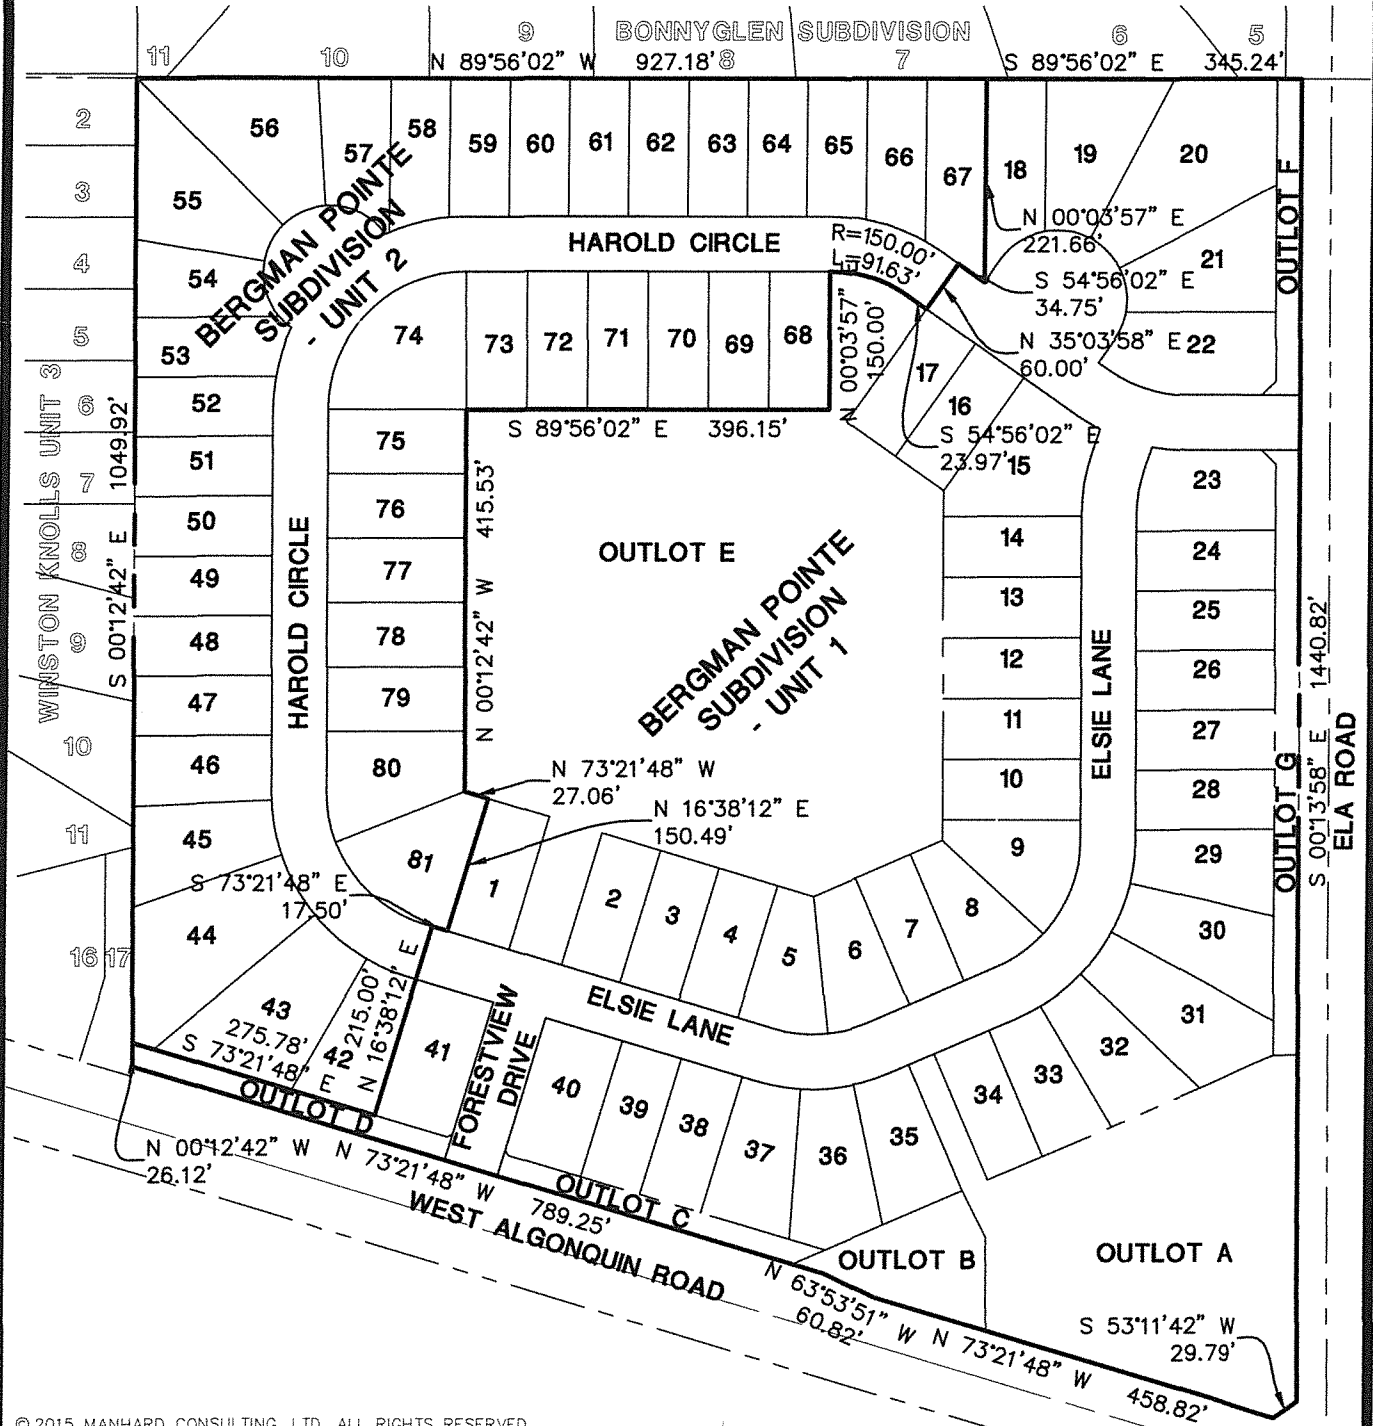 BONNYGLEN SUBDIVISION
11
10
9
8
7
6
5
N 89°56'02" W 927.18'
S 89°56'02" E 345.24'
2
3
4
5
6
7
8
9
10
11
16
17
WINSTON KNOLLS UNIT 3
S 00°12'42" E 1049.92'
56
57
58
59
60
61
62
63
64
65
66
67
18
19
20
55
54
53
BERGMAN POINTE
SUBDIVISION
- UNIT 2
HAROLD CIRCLE
R=150.00'
L=91.63'
N 00°03'57" E
221.66'
S 54°56'02" E
34.75'
N 35°03'58" E
60.00'
21
22
OUTLOT F
74
73
72
71
70
69
68
N 00°03'57" E
150.00'
17
16
15
S 54°56'02" E
23.97'
S 89°56'02" E 396.15'
52
51
50
49
48
47
46
45
44
43
42
HAROLD CIRCLE
75
76
77
78
79
80
81
N 00°12'42" W 415.53'
OUTLOT E
BERGMAN POINTE
SUBDIVISION
- UNIT 1
14
13
12
11
10
9
ELSIE LANE
23
24
25
26
27
28
29
30
31
32
33
34
35
36
37
38
39
40
41
OUTLOT G
S 00°13'58" E 1440.82'
ELA ROAD
N 73°21'48" W
27.06'
N 16°38'12" E
150.49'
S 73°21'48" E
17.50'
1
2
3
4
5
6
7
8
ELSIE LANE
FORESTVIEW
DRIVE
215.00'
N 16°38'12" E
275.78'
S 73°21'48" E
OUTLOT D
N 00°12'42" W
26.12'
N 73°21'48" W 789.25'
OUTLOT C
WEST ALGONQUIN ROAD
OUTLOT B
OUTLOT A
N 63°53'51" W
60.82'
N 73°21'48" W 458.82'
S 53°11'42" W
29.79'
© 2015 MANHARD CONSULTING, LTD. ALL RIGHTS RESERVED